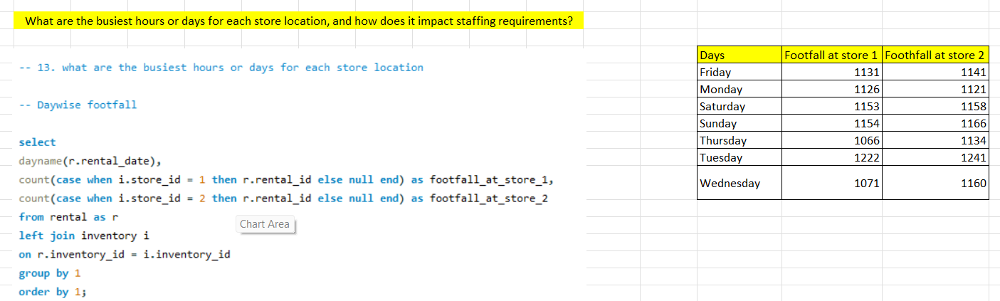 What are the busiest hours or days for each store location, and how does it impact staffing requirements?
-- 13. what are the busiest hours or days for each store location
-- Daywise footfall
select
dayname(r.rental_date),
count(case when i.store_id = 1 then r.rental_id else null end) as footfall_at_store_1,
count(case when i.store_id = 2 then r.rental_id else null end) as footfall_at_store_2
from rental as r
Chart Area
left join inventory i
on r.inventory_id = i.inventory_id
group by 1
order by 1;
Days Footfall at store 1 Foothfall at store 2
Friday 1131 1141
Monday 1126 1121
Saturday 1153 1158
Sunday 1154 1166
Thursday 1066 1134
Tuesday 1222 1241
Wednesday 1071 1160